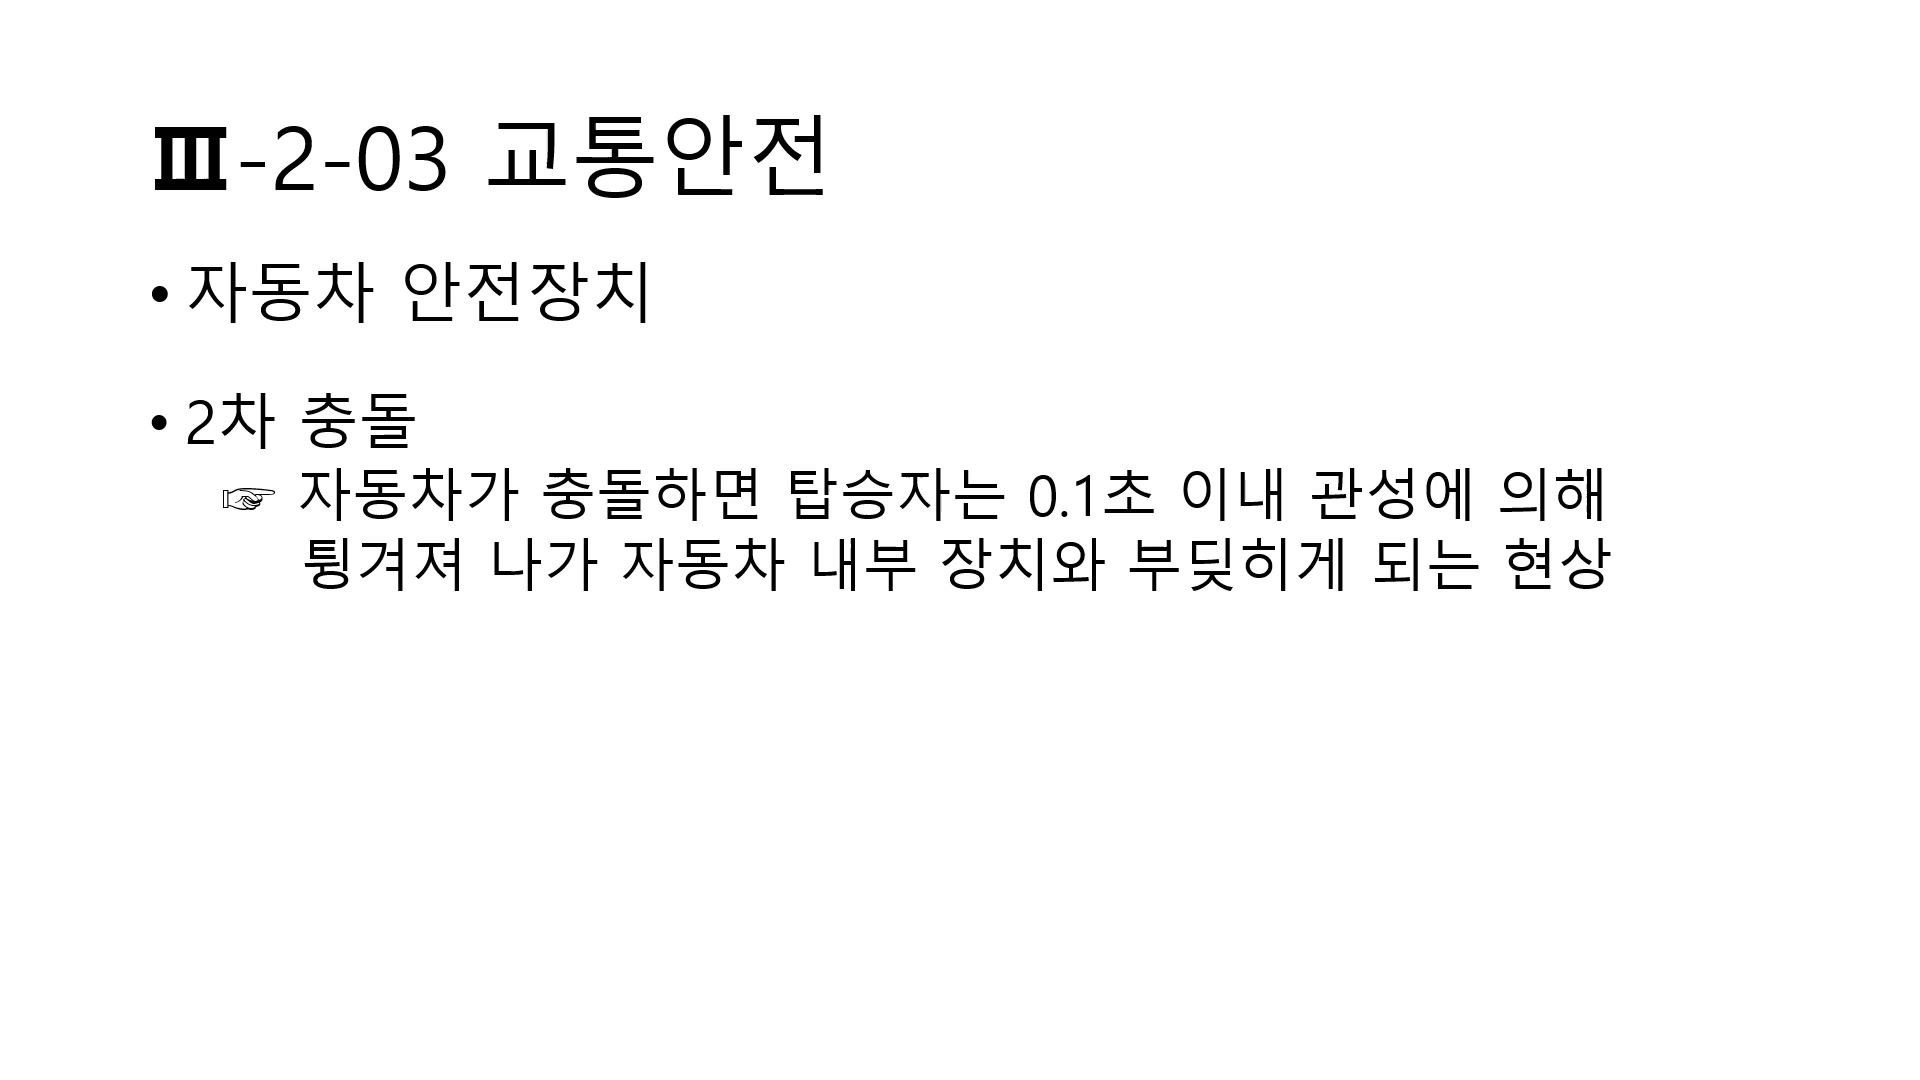 Ⅲ-2-03 교통안전
• 자동차 안전장치
• 2차 충돌
☞ 자동차가 충돌하면 탑승자는 0.1초 이내 관성에 의해
튕겨져 나가 자동차 내부 장치와 부딪히게 되는 현상